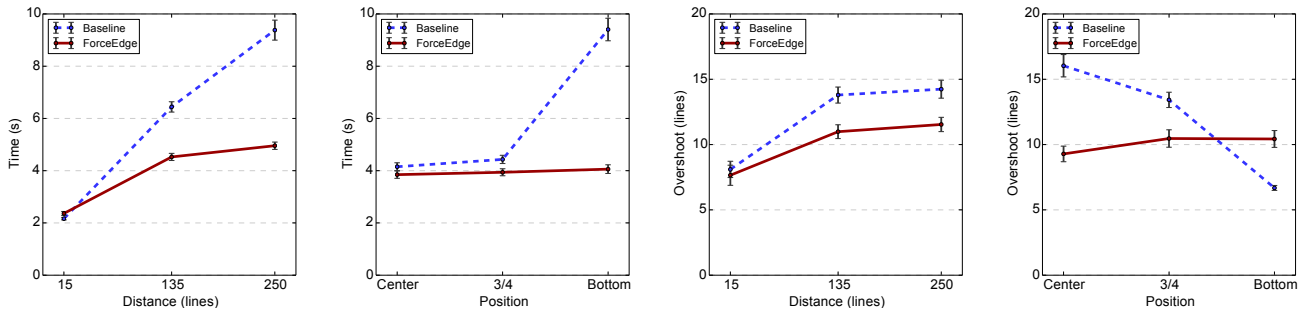 10
8
6
4
2
0
Time (s)
Baseline
ForceEdge
15 135 250
Distance (lines)
10
8
6
4
2
0
Time (s)
Baseline
ForceEdge
Center 3/4 Bottom
Position
20
15
10
5
0
Overshoot (lines)
Baseline
ForceEdge
15 135 250
Distance (lines)
20
15
10
5
0
Overshoot (lines)
Baseline
ForceEdge
Center 3/4 Bottom
Position